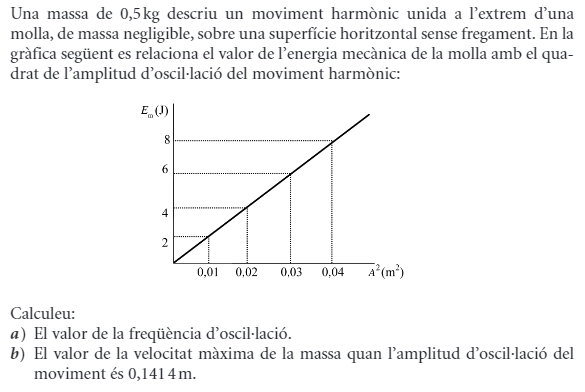 Una massa de 0,5 kg descriu un moviment harmònic unida a l’extrem d’una
molla, de massa negligible, sobre una superfície horitzontal sense fregament. En la
gràfica següent es relaciona el valor de l’energia mecànica de la molla amb el qua-
drat de l’amplitud d’oscil·lació del moviment harmònic:
Eₘ (J)
8
6
4
2
0,01 0,02 0,03 0,04 A² (m²)
Calculeu:
a) El valor de la freqüència d’oscil·lació.
b) El valor de la velocitat màxima de la massa quan l’amplitud d’oscil·lació del
moviment és 0,141 4 m.